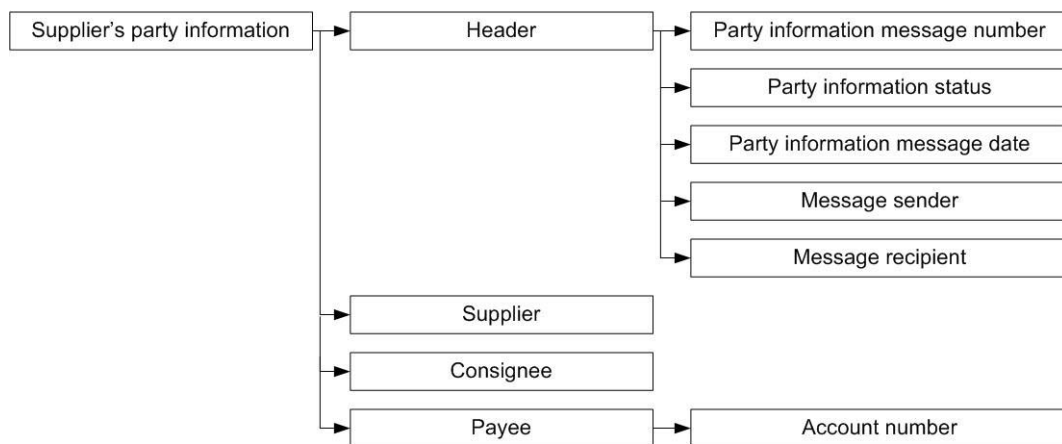 Supplier’s party information
Header
Party information message number
Party information status
Party information message date
Message sender
Message recipient
Supplier
Consignee
Payee
Account number